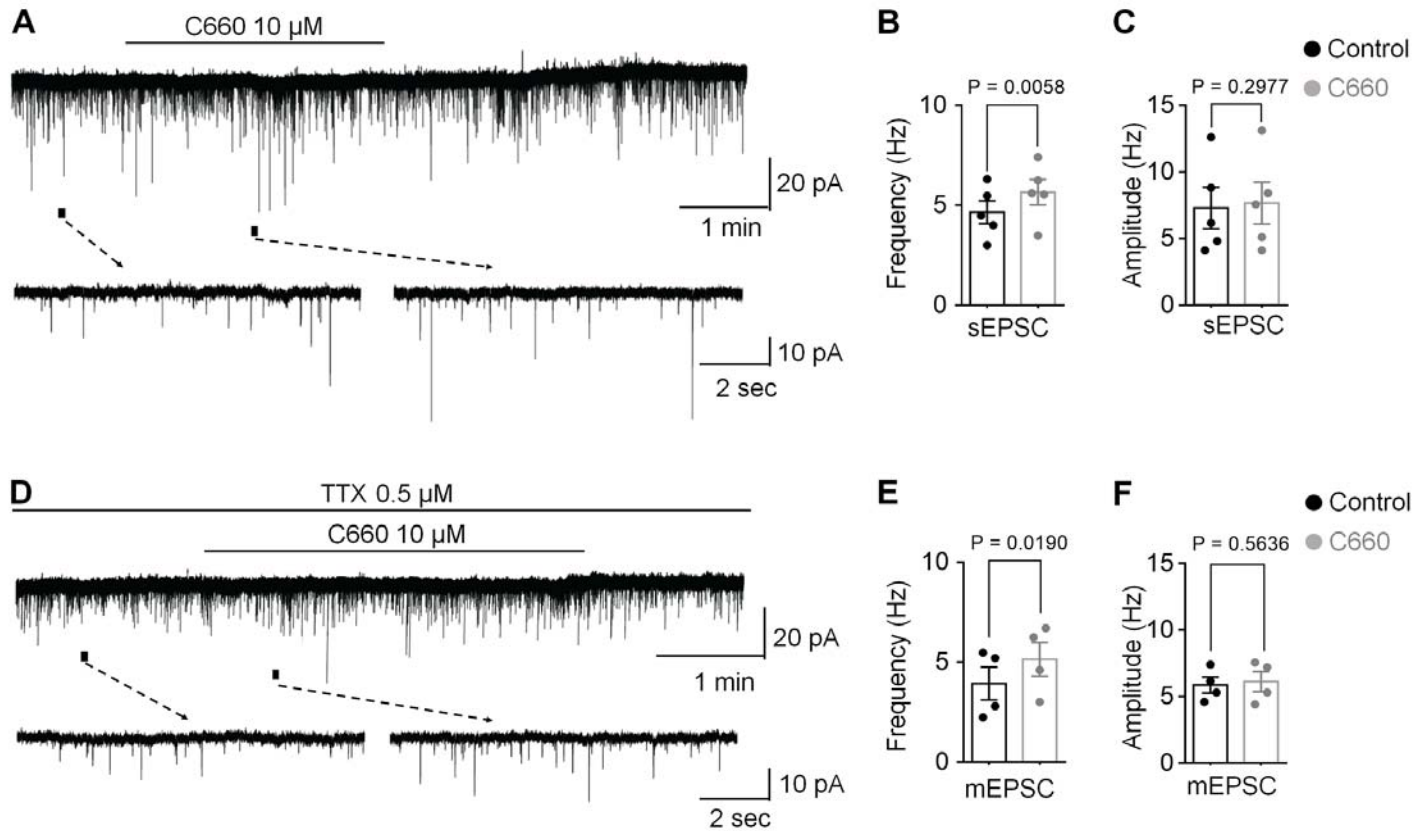 A
C660 10 µM
20 pA
1 min
10 pA
2 sec
B
P = 0.0058
10
5
0
Frequency (Hz)
sEPSC
C
P = 0.2977
15
10
5
0
Amplitude (Hz)
sEPSC
Control
C660
D
TTX 0.5 µM
C660 10 µM
20 pA
1 min
10 pA
2 sec
E
P = 0.0190
10
5
0
Frequency (Hz)
mEPSC
F
P = 0.5636
15
10
5
0
Amplitude (Hz)
mEPSC
Control
C660